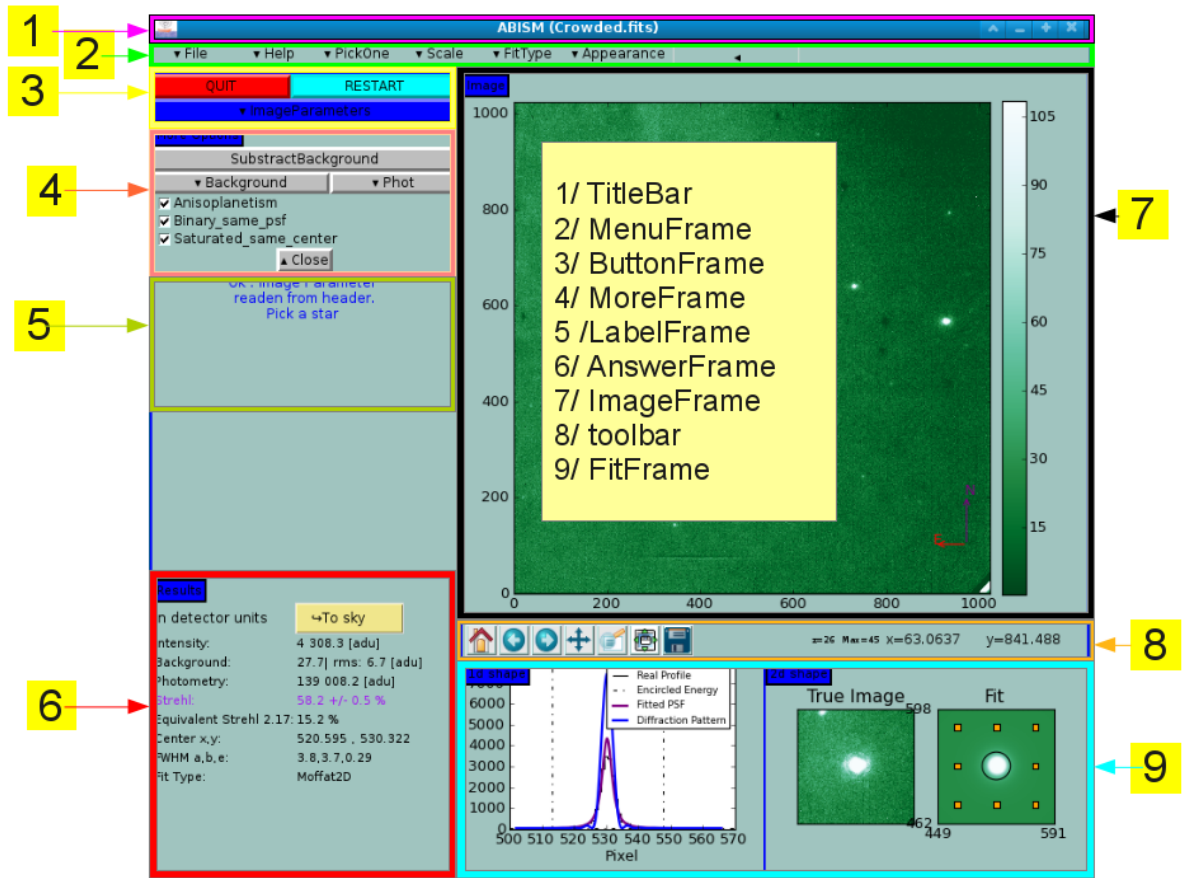 1
ABISM (Crowded.fits)
2
▾ File ▾ Help ▾ PickOne ▾ Scale ▾ FitType ▾ Appearance
3
QUIT RESTART
▾ ImageParameters
4
SubstractBackground
▾ Background ▾ Phot
Anisoplanetism
Binary_same_psf
Saturated_same_center
▴ Close
5
Ok : Image Parameter
readen from header.
Pick a star
6
Results
n detector units ↪To sky
ntensity: 4 308.3 [adu]
Background: 27.7| rms: 6.7 [adu]
Photometry: 139 008.2 [adu]
Strehl: 58.2 +/- 0.5 %
Equivalent Strehl 2.17: 15.2 %
Center x,y: 520.595 , 530.322
FWHM a,b,e: 3.8,3.7,0.29
Fit Type: Moffat2D
7
Image
1000
800
600
400
200
0
0 200 400 600 800 1000
105
90
75
60
45
30
15
N
E
1/ TitleBar
2/ MenuFrame
3/ ButtonFrame
4/ MoreFrame
5 /LabelFrame
6/ AnswerFrame
7/ ImageFrame
8/ toolbar
9/ FitFrame
8
z=26 Max=45 x=63.0637 y=841.488
9
1d shape
7000
6000
5000
4000
3000
2000
1000
0
500 510 520 530 540 550 560 570
Pixel
Real Profile
Encircled Energy
Fitted PSF
Diffraction Pattern
2d shape
True Image Fit
598
462
449 591